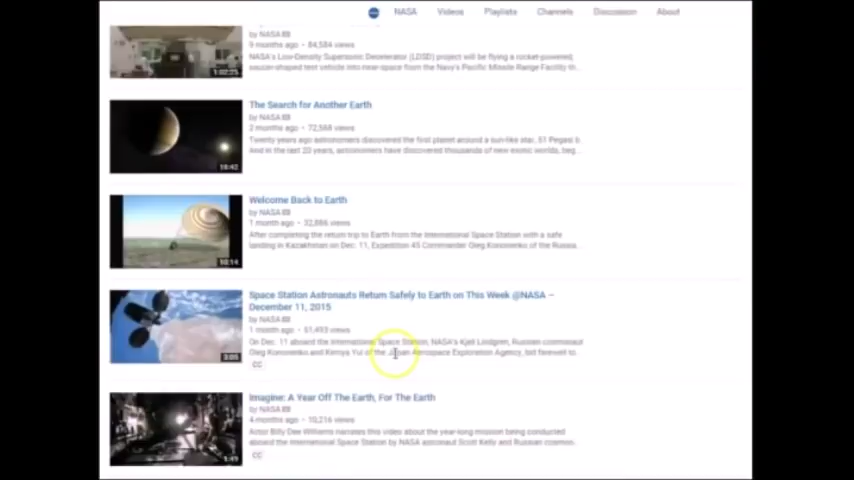 NASA Videos Playlists Channels Discussion About
by NASA
9 months ago • 84,584 views
NASA's Low-Density Supersonic Decelerator (LDSD) project will be flying a rocket-powered,
saucer-shaped test vehicle into near-space from the Navy's Pacific Missile Range Facility th...
1:02:25
The Search for Another Earth
by NASA
2 months ago • 72,568 views
Twenty years ago astronomers discovered the first planet around a sun-like star, 51 Pegasi b.
And in the last 20 years, astronomers have discovered thousands of new exotic worlds, beg...
Welcome Back to Earth
by NASA
1 month ago • 32,886 views
After completing the return trip to Earth from the International Space Station with a safe
landing in Kazakhstan on Dec. 11, Expedition 45 Commander Oleg Kononenko of the Russia...
10:14
Space Station Astronauts Return Safely to Earth on This Week @NASA –
December 11, 2015
by NASA
1 month ago • 51,493 views
On Dec. 11 aboard the International Space Station, NASA's Kjell Lindgren, Russian cosmonaut
Oleg Kononenko and Kimiya Yui of the Japan Aerospace Exploration Agency, bid farewell to...
3:05
CC
Imagine: A Year Off The Earth, For The Earth
by NASA
4 months ago • 10,216 views
Actor Billy Dee Williams narrates this video about the year-long mission being conducted
aboard the International Space Station by NASA astronaut Scott Kelly and Russian cosmon...
CC